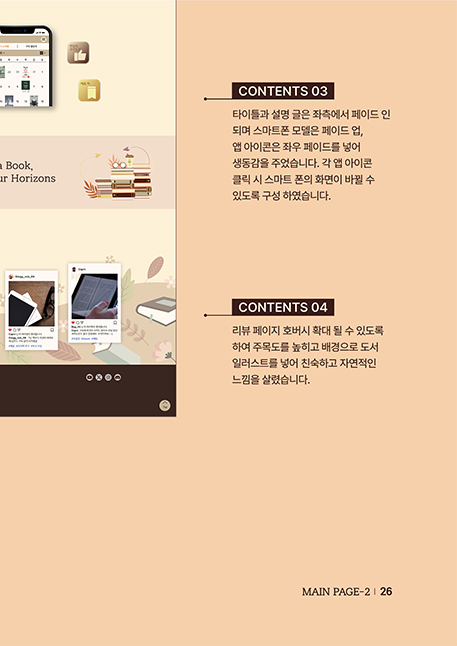 CONTENTS 03
타이틀과 설명 글은 좌측에서 페이드 인
되며 스마트폰 모델은 페이드 업,
앱 아이콘은 좌우 페이드를 넣어
생동감을 주었습니다. 각 앱 아이콘
클릭 시 스마트 폰의 화면이 바뀔 수
있도록 구성 하였습니다.
a Book,
ur Horizons
CONTENTS 04
리뷰 페이지 호버시 확대 될 수 있도록
하여 주목도를 높히고 배경으로 도서
일러스트를 넣어 친숙하고 자연적인
느낌을 살렸습니다.
MAIN PAGE-2 | 26